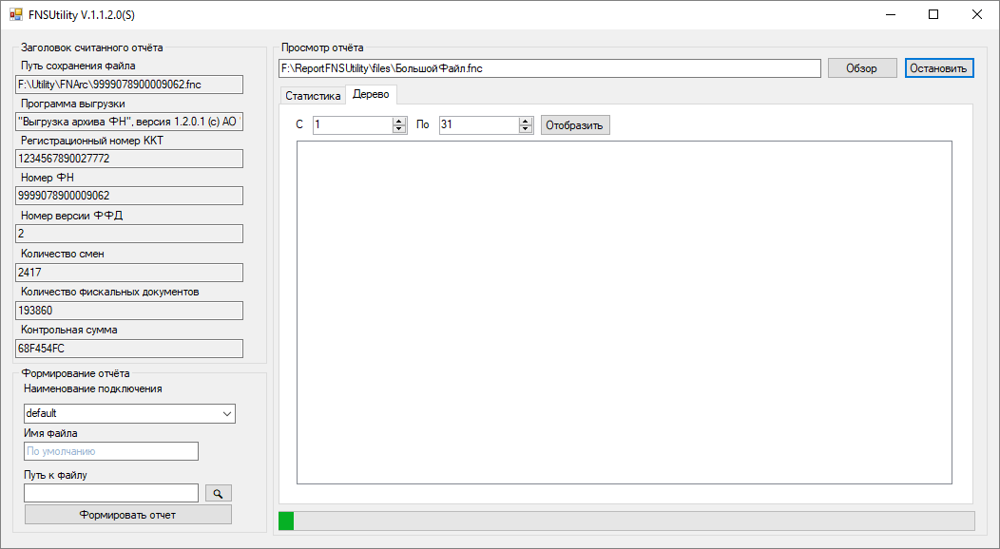 FNSUtility V.1.1.2.0(S)
Заголовок считанного отчёта
Путь сохранения файла
F:\Utility\FNArc\9999078900009062.fnc
Программа выгрузки
"Выгрузка архива ФН", версия 1.2.0.1 (с) АО
Регистрационный номер ККТ
1234567890027772
Номер ФН
9999078900009062
Номер версии ФФД
2
Количество смен
2417
Количество фискальных документов
193860
Контрольная сумма
68F454FC
Формирование отчёта
Наименование подключения
default
Имя файла
По умолчанию
Путь к файлу
Формировать отчет
Просмотр отчёта
F:\ReportFNSUtility\files\БольшойФайл.fnc
Обзор
Остановить
Статистика
Дерево
С 1 По 31 Отобразить